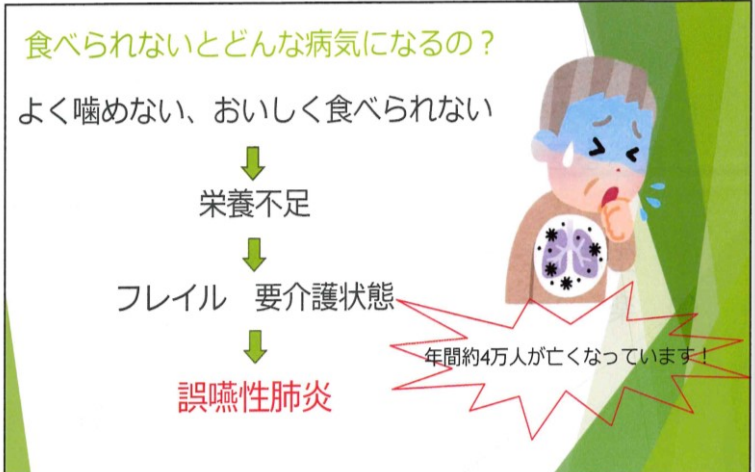 食べられないとどんな病気になるの？
よく噛めない、おいしく食べられない
栄養不足
フレイル　要介護状態
年間約4万人が亡くなっています！
誤嚥性肺炎